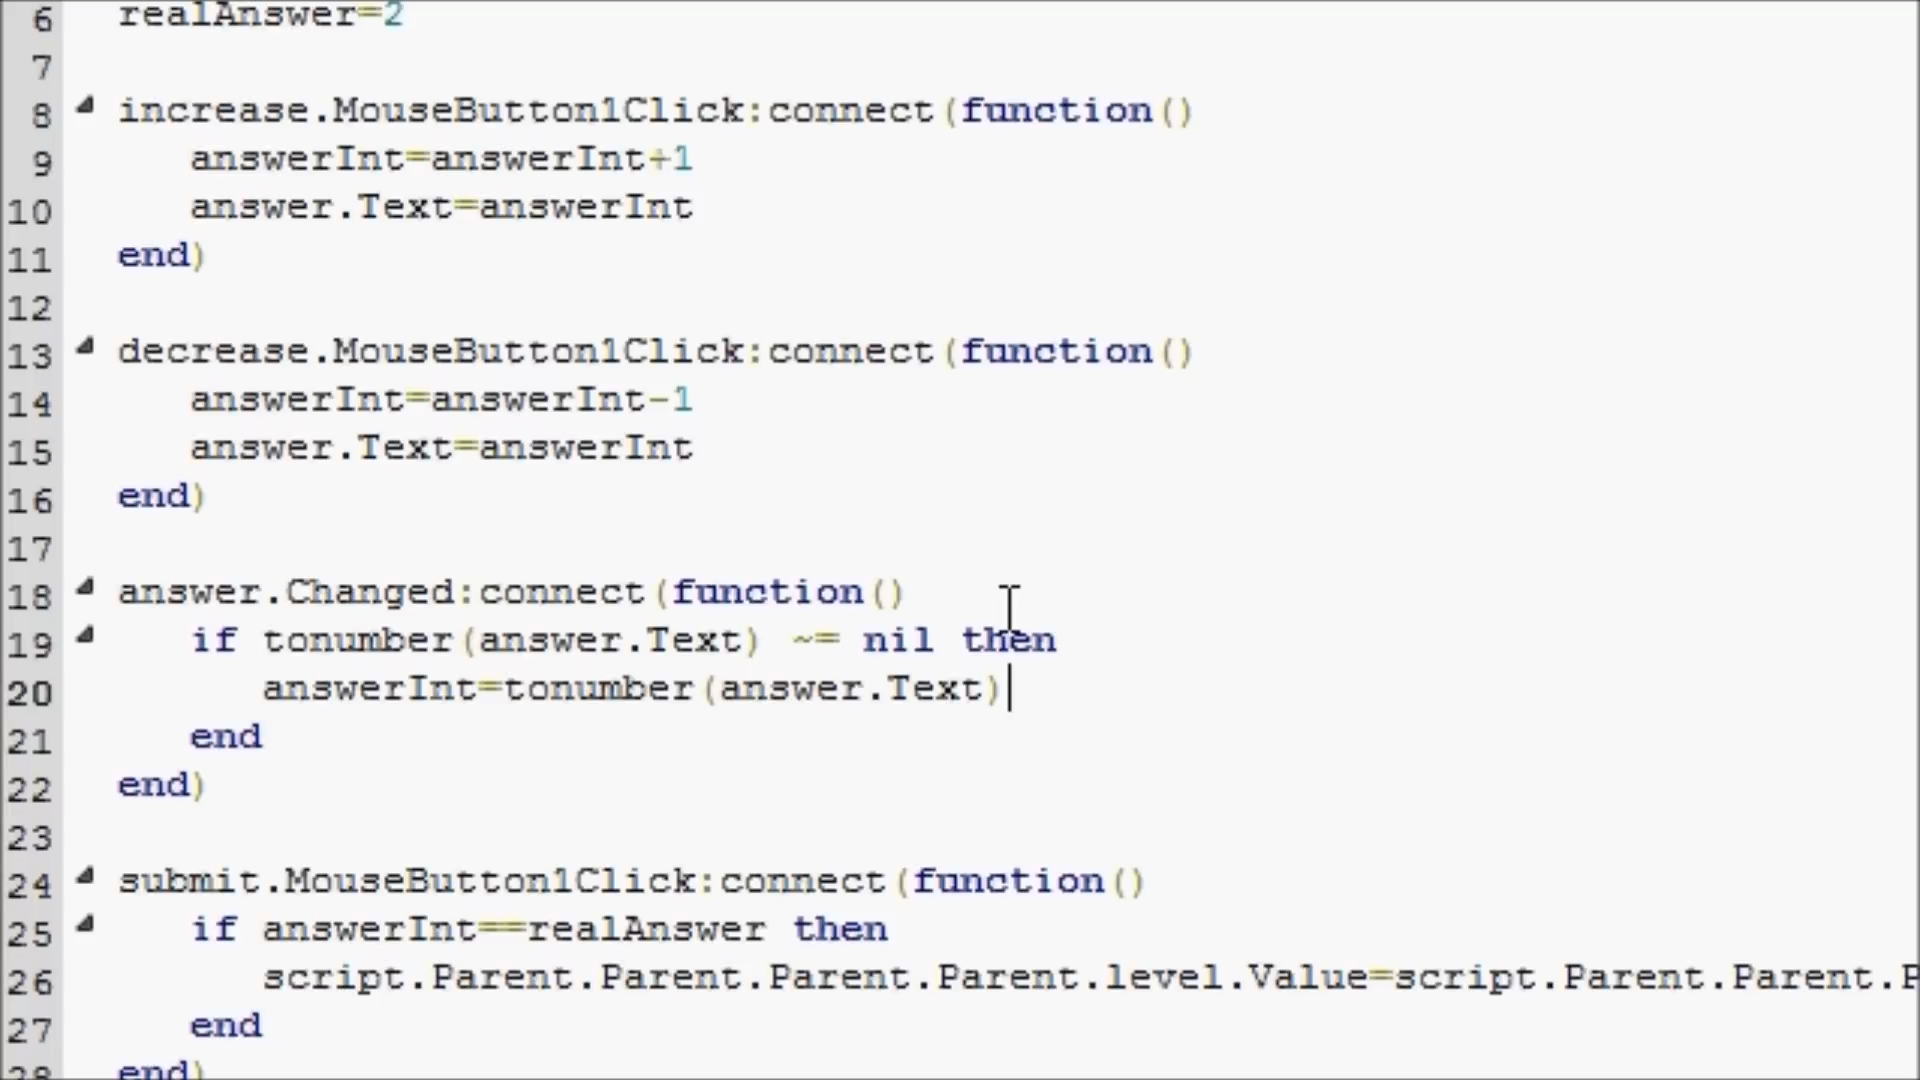 6 realAnswer=2
7
8 increase.MouseButton1Click:connect(function()
9 answerInt=answerInt+1
10 answer.Text=answerInt
11 end)
12
13 decrease.MouseButton1Click:connect(function()
14 answerInt=answerInt-1
15 answer.Text=answerInt
16 end)
17
18 answer.Changed:connect(function()
19 if tonumber(answer.Text) ~= nil then
20 answerInt=tonumber(answer.Text)
21 end
22 end)
23
24 submit.MouseButton1Click:connect(function()
25 if answerInt==realAnswer then
26 script.Parent.Parent.Parent.Parent.level.Value=script.Parent.Parent.P
27 end
28 end)